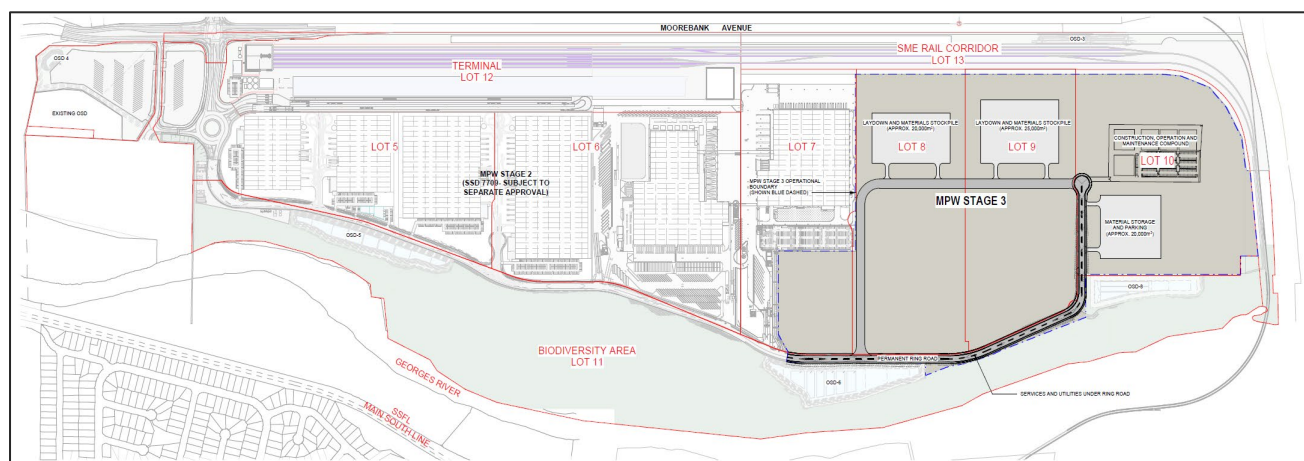 MOOREBANK AVENUE
OSD-3
SME RAIL CORRIDOR
LOT 13
OSD 4
TERMINAL
LOT 12
EXISTING OSD
LAYDOWN AND MATERIALS STOCKPILE
(APPROX. 20,000m²)
LOT 8
LAYDOWN AND MATERIALS STOCKPILE
(APPROX. 25,000m²)
LOT 9
CONSTRUCTION, OPERATION AND
MAINTENANCE COMPOUND
LOT 10
LOT 5
LOT 6
LOT 7
MPW STAGE 2
(SSD 7709- SUBJECT TO
SEPARATE APPROVAL)
MPW STAGE 3 OPERATIONAL
BOUNDARY
(SHOWN BLUE DASHED)
MPW STAGE 3
MATERIAL STORAGE
AND PARKING
(APPROX. 20,000m²)
OSD-5
OSD-8
BIODIVERSITY AREA
LOT 11
PERMANENT RING ROAD
OSD-6
SERVICES AND UTILITIES UNDER RING ROAD
GEORGES RIVER
SSFL
MAIN SOUTH LINE